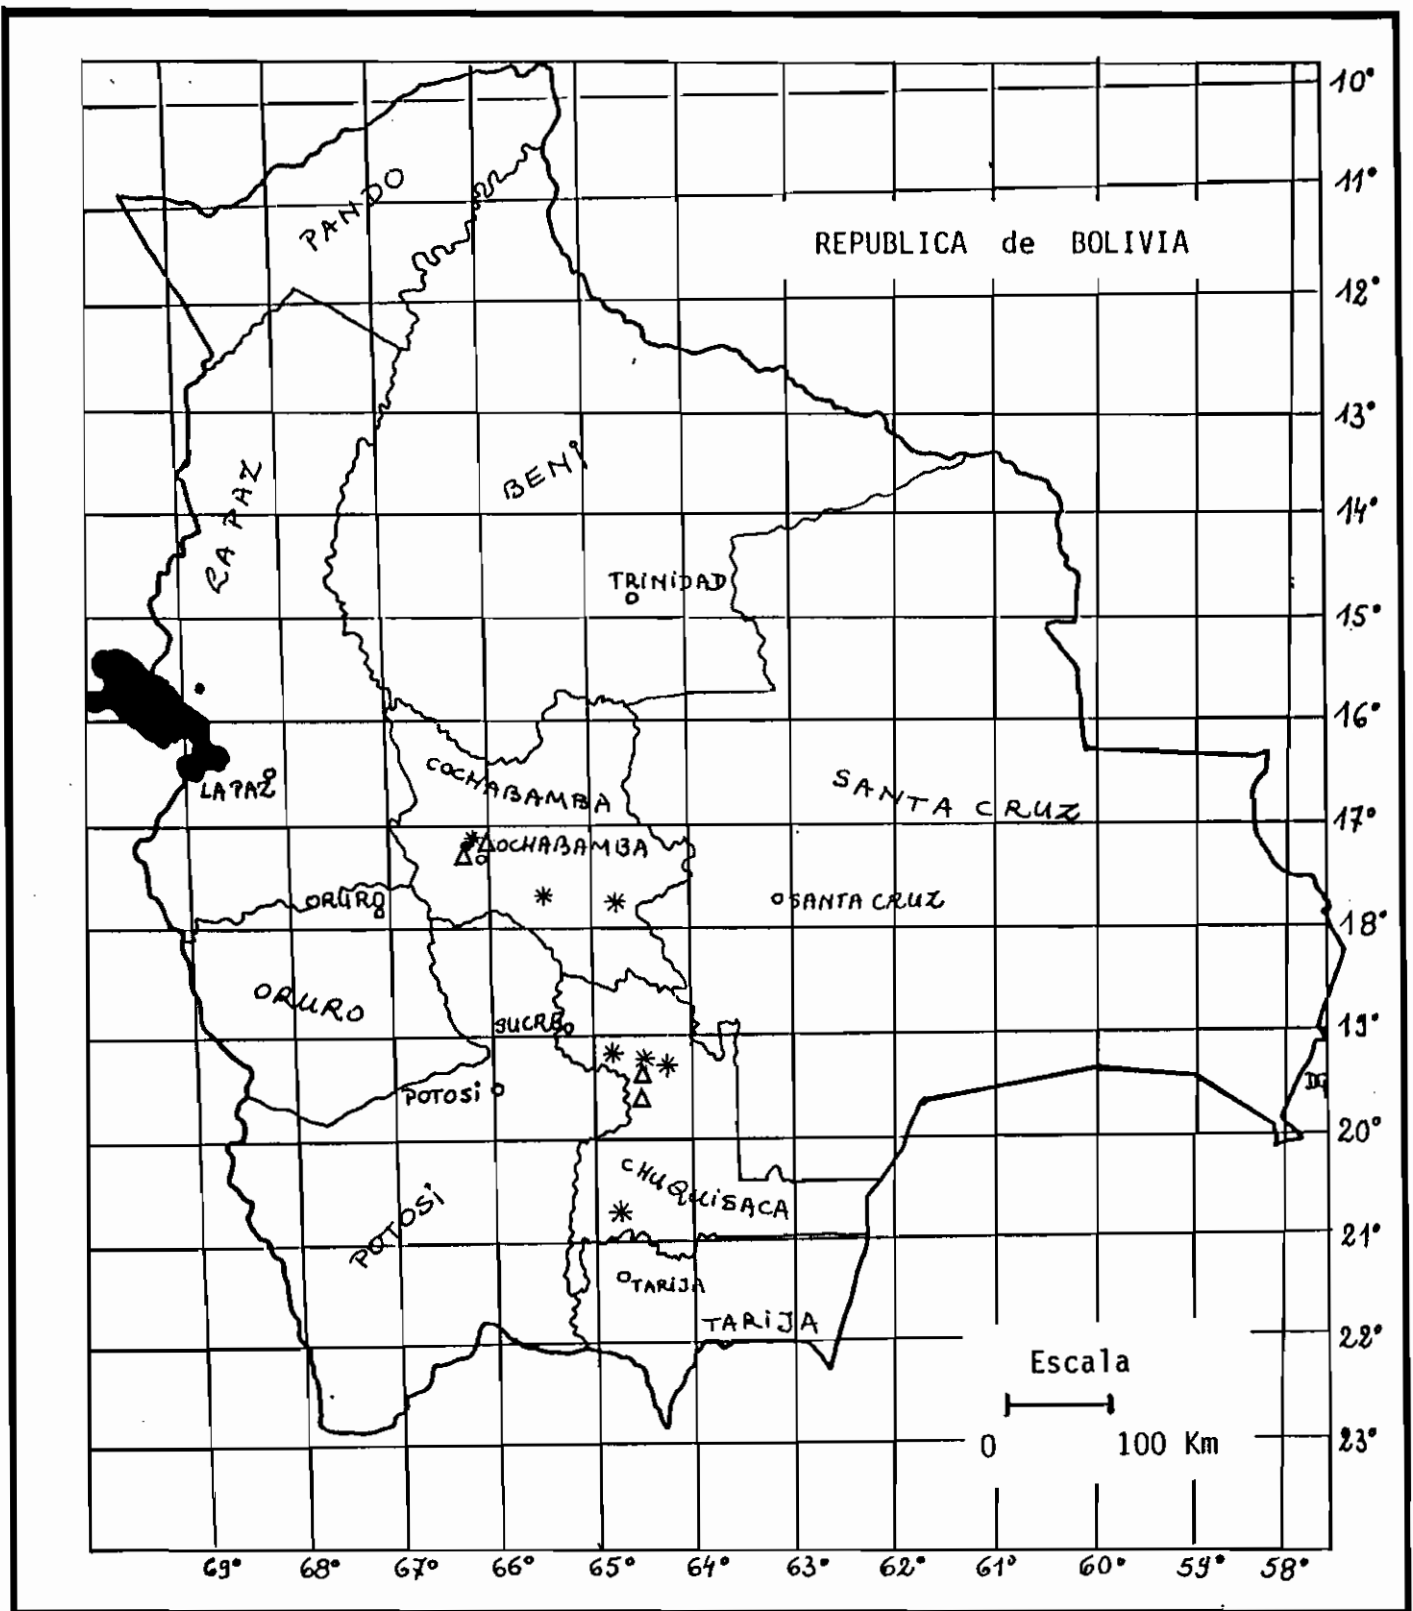 10°
PANDO
11°
REPUBLICA de BOLIVIA
12°
13°
LA PAZ
BENi
14°
TRiNiDAD
15°
16°
COCHABAMBA
SANTA CRUZ
LA PAZ
17°
COCHABAMBA
ORURO
SANTA CRUZ
18°
ORURO
SUCRE
15°
POTOSi
20°
CHUQUiSACA
POTOSi
21°
TARiJA
TARiJA
22°
Escala
0 100 Km
23°
69° 68° 67° 66° 65° 64° 63° 62° 61° 60° 59° 58°